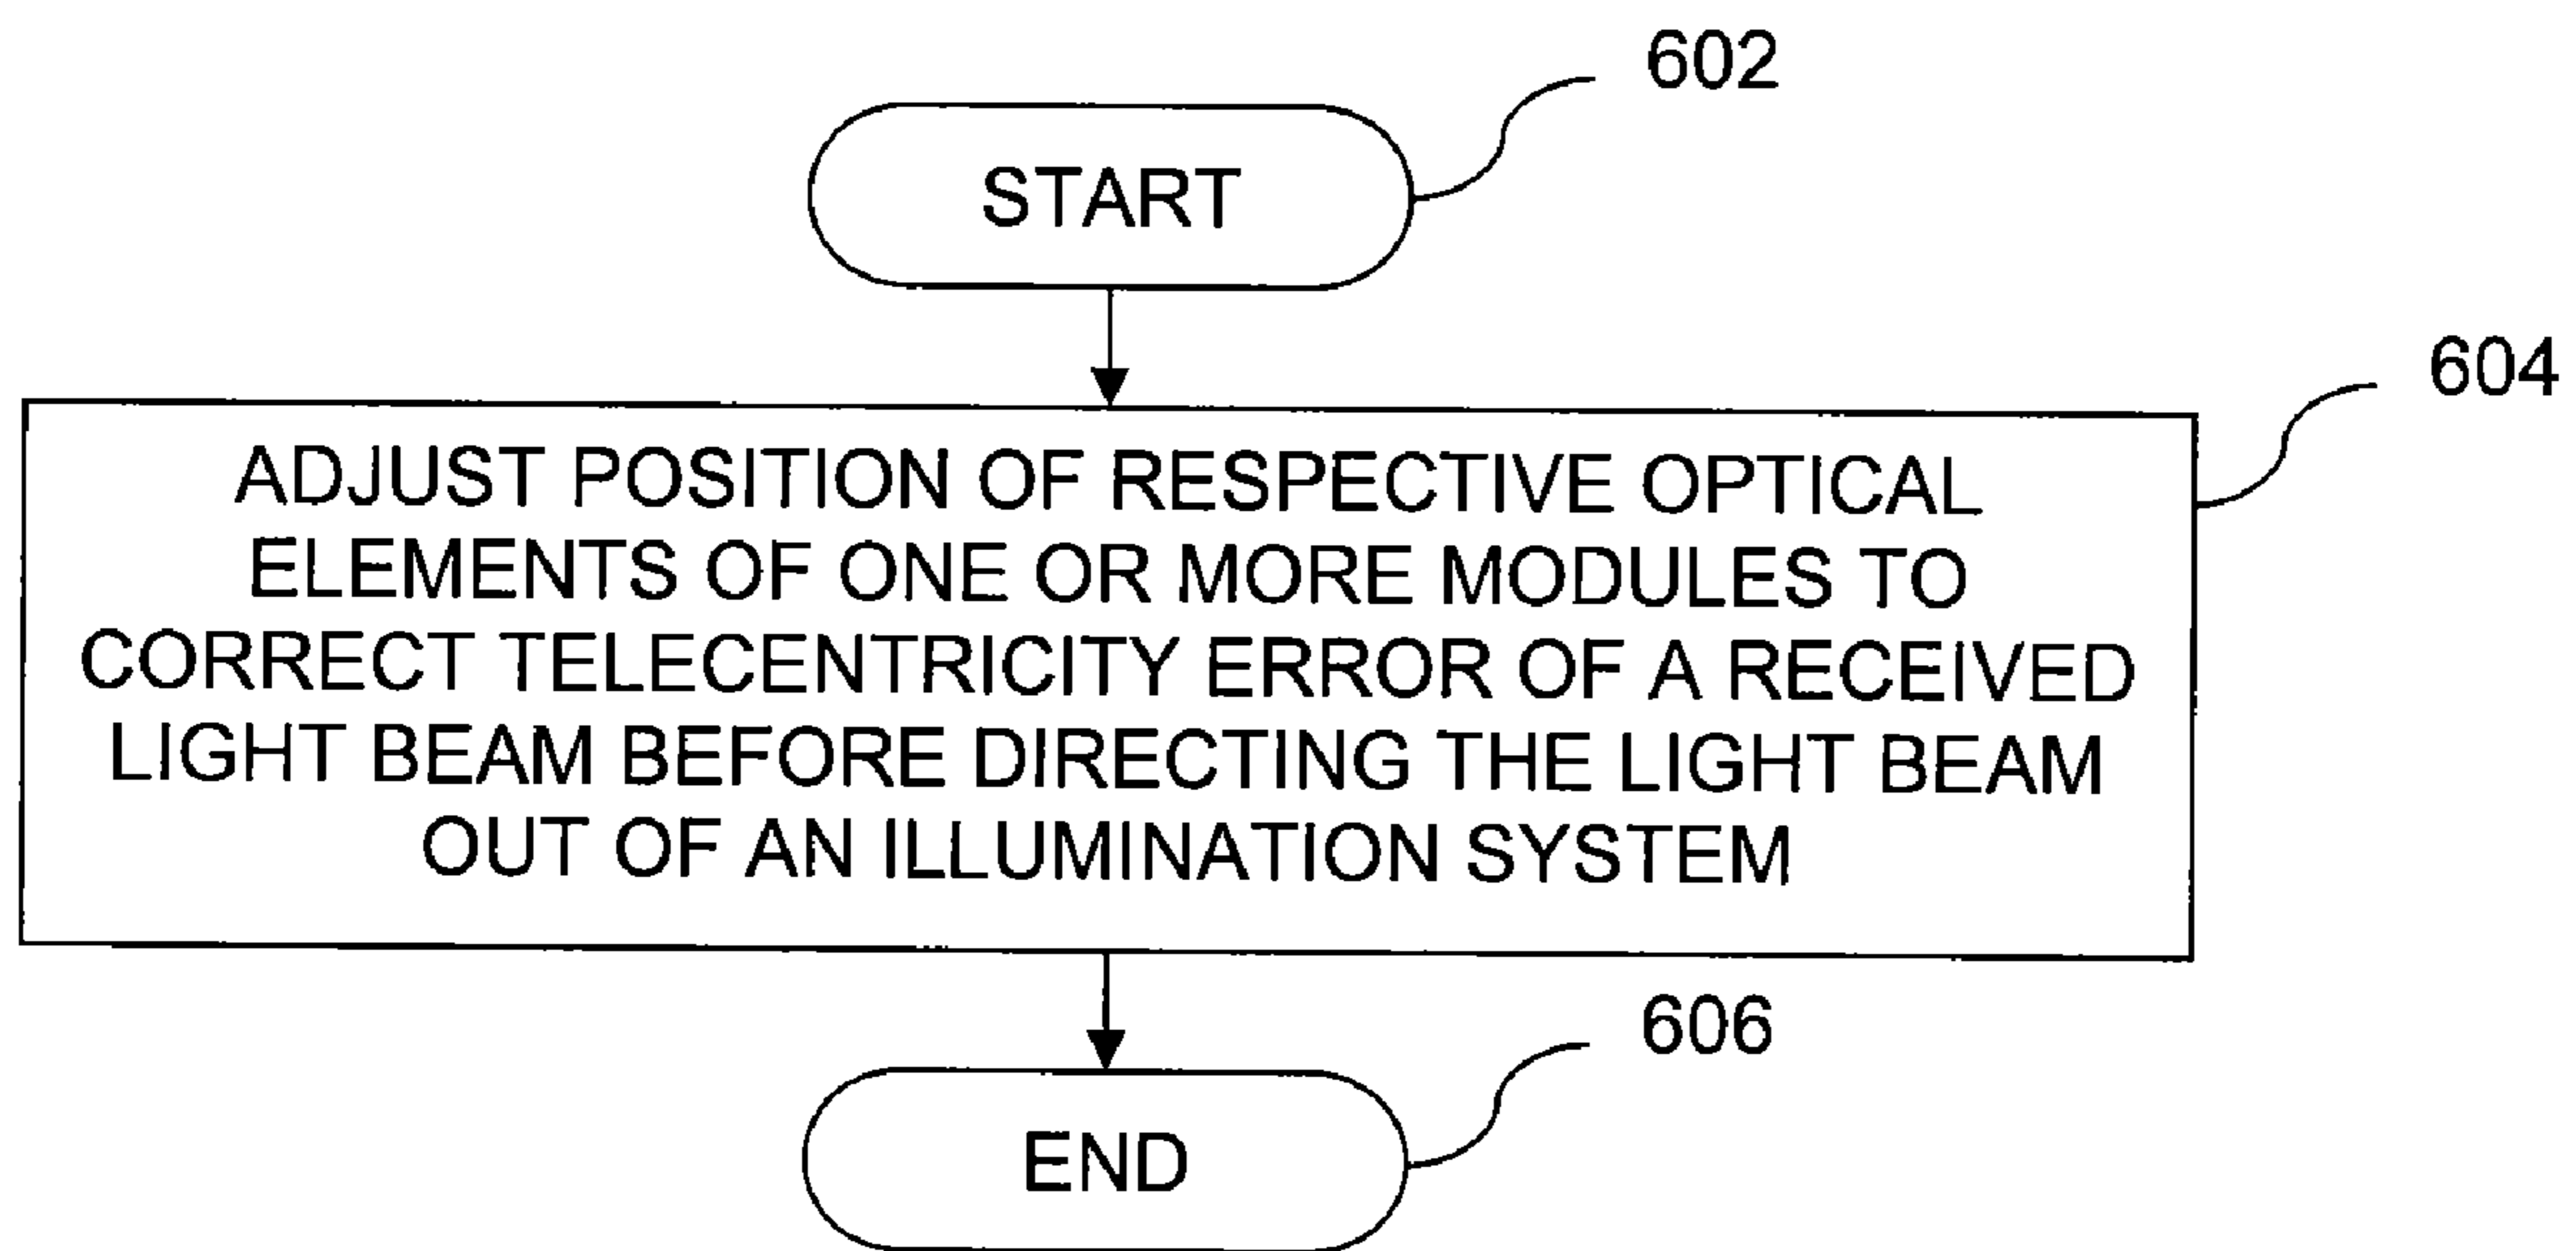 602
START
604
ADJUST POSITION OF RESPECTIVE OPTICAL
ELEMENTS OF ONE OR MORE MODULES TO
CORRECT TELECENTRICITY ERROR OF A RECEIVED
LIGHT BEAM BEFORE DIRECTING THE LIGHT BEAM
OUT OF AN ILLUMINATION SYSTEM
606
END